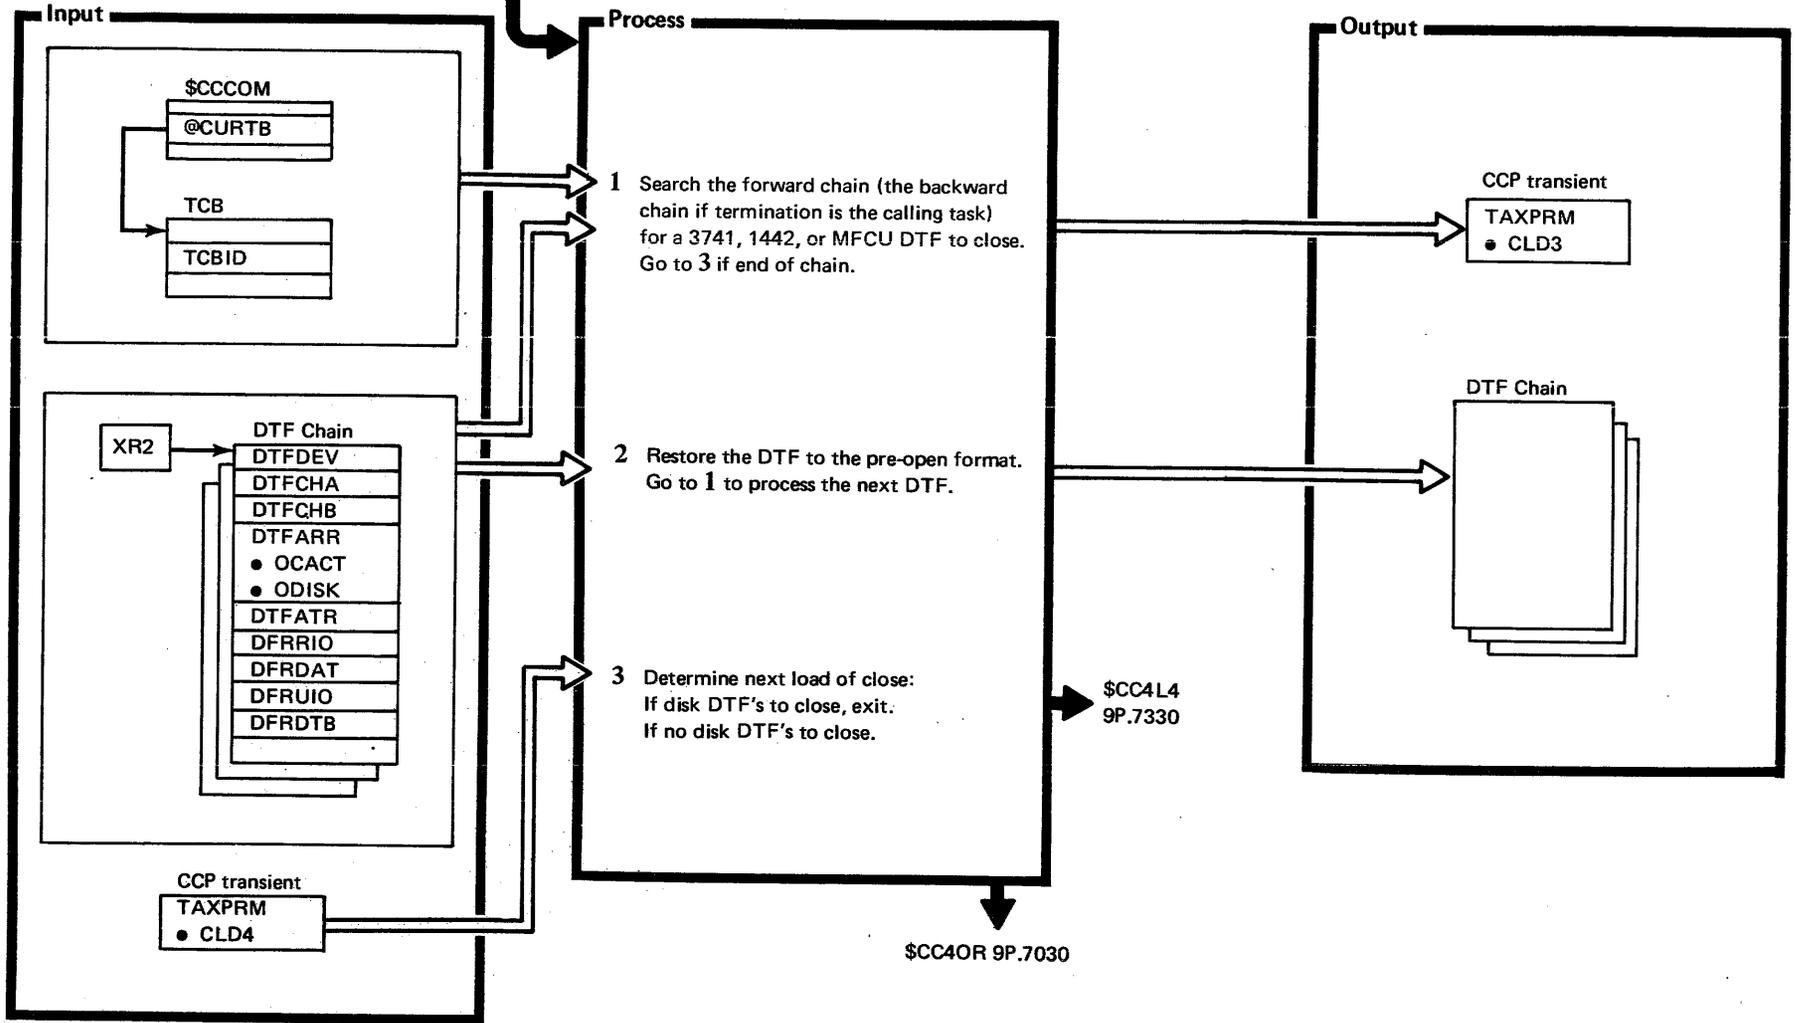 Input
$CCCOM
@CURTB
TCB
TCBID
XR2
DTF Chain
DTFDEV
DTFCHA
DTFCHB
DTFARR
● OCACT
● ODISK
DTFATR
DFRRIO
DFRDAT
DFRUIO
DFRDTB
CCP transient
TAXPRM
● CLD4
Process
1 Search the forward chain (the backward
chain if termination is the calling task)
for a 3741, 1442, or MFCU DTF to close.
Go to 3 if end of chain.
2 Restore the DTF to the pre-open format.
Go to 1 to process the next DTF.
3 Determine next load of close:
If disk DTF's to close, exit.
If no disk DTF's to close.
$CC4L4
9P.7330
$CC4OR 9P.7030
Output
CCP transient
TAXPRM
● CLD3
DTF Chain